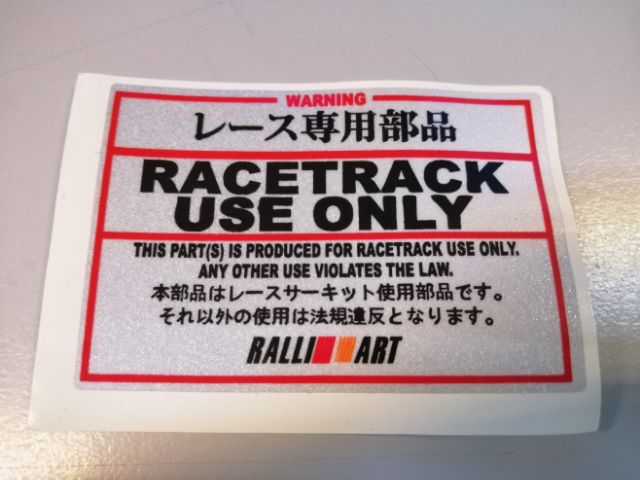 WARNING
レース専用部品
RACETRACK
USE ONLY
THIS PART(S) IS PRODUCED FOR RACETRACK USE ONLY.
ANY OTHER USE VIOLATES THE LAW.
本部品はレースサーキット使用部品です。
それ以外の使用は法規違反となります。
RALLI ART